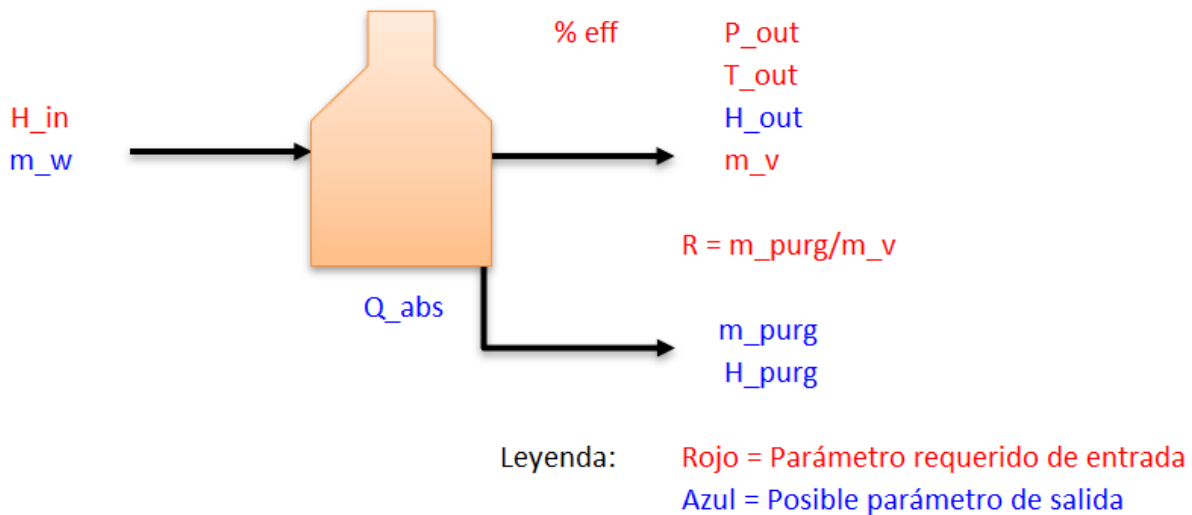 % eff
P_out
T_out
H_in
H_out
m_w
m_v
R = m_purg/m_v
Q_abs
m_purg
H_purg
Leyenda:
Rojo = Parámetro requerido de entrada
Azul = Posible parámetro de salida